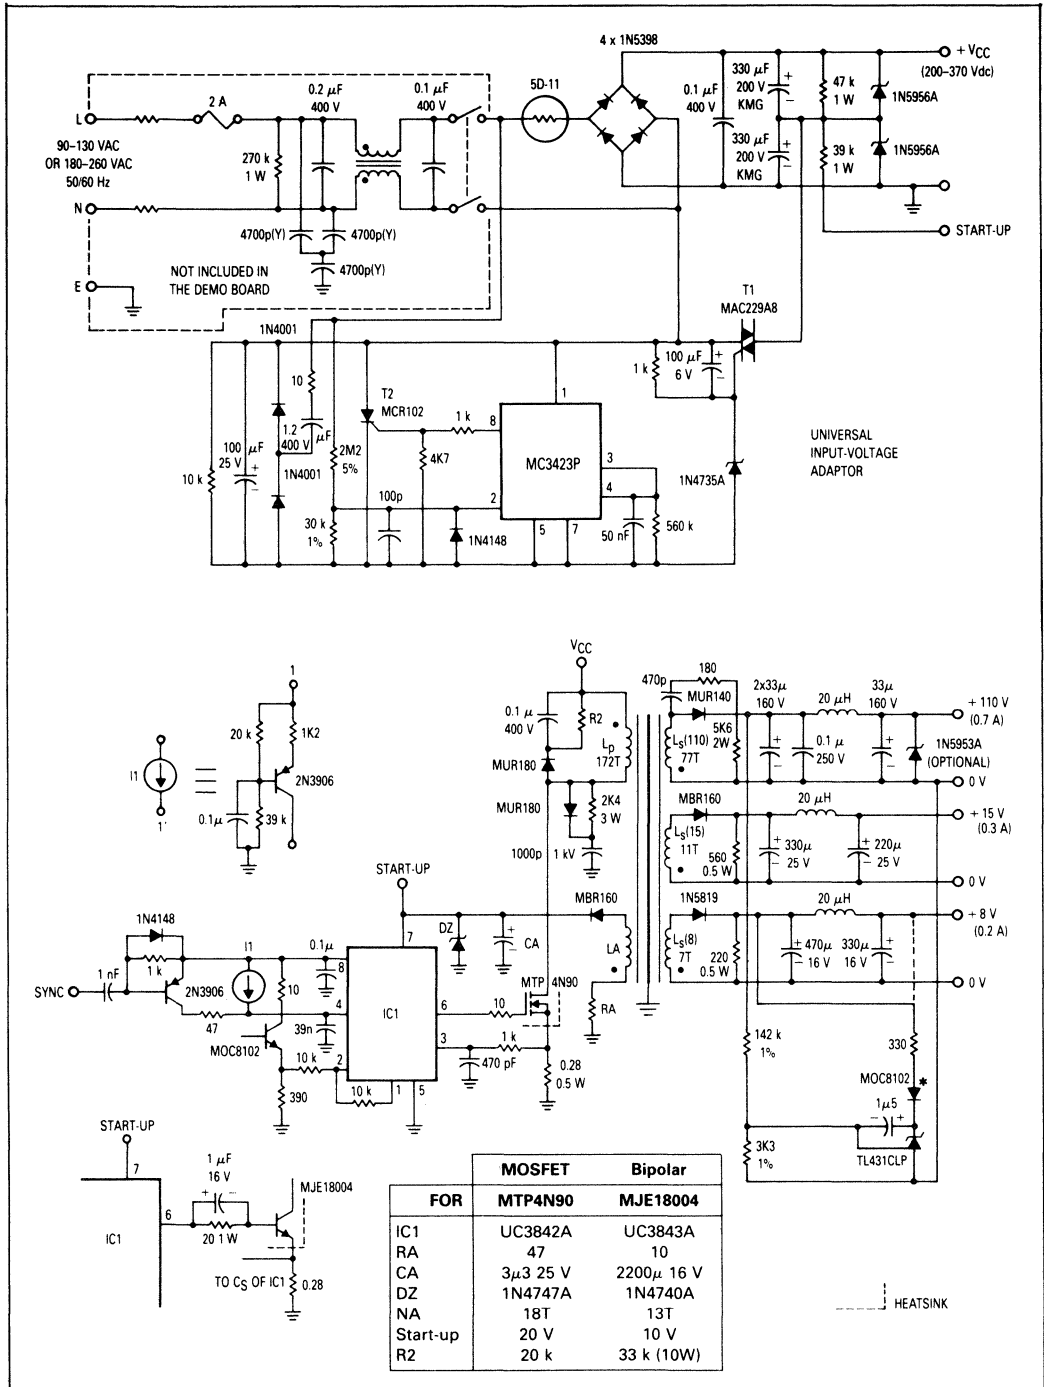 4 x 1N5398
+ VCC
(200–370 Vdc)
330 µF
200 V
KMG
47 k
1 W
1N5956A
0.1 µF
400 V
330 µF
200 V
KMG
39 k
1 W
1N5956A
START-UP
5D-11
0.2 µF
400 V
0.1 µF
400 V
2 A
L
90–130 VAC
OR 180–260 VAC
50/60 Hz
270 k
1 W
N
4700p(Y)
4700p(Y)
4700p(Y)
E
NOT INCLUDED IN
THE DEMO BOARD
T1
MAC229A8
1N4001
10
T2
MCR102
1 k
1
8
1 k
100 µF
6 V
+
–
UNIVERSAL
INPUT-VOLTAGE
ADAPTOR
100 µF
25 V
10 k
1.2 µF
400 V
1N4001
2M2
5%
4K7
MC3423P
3
4
1N4735A
100p
2
30 k
1%
1N4148
5
7
50 nF
560 k
VCC
470p
180
MUR140
2x33µ
160 V
20 µH
33µ
160 V
+ 110 V
(0.7 A)
0.1 µ
400 V
R2
Lp
172T
5K6
2W
Ls(110)
77T
0.1 µ
250 V
1N5953A
(OPTIONAL)
0 V
MUR180
1
20 k
1K2
I1
2N3906
1'
0.1µ
39 k
MUR180
2K4
3 W
MBR160
20 µH
+ 15 V
(0.3 A)
Ls(15)
11T
560
0.5 W
330µ
25 V
220µ
25 V
0 V
1000p
1 kV
START-UP
MBR160
1N5819
20 µH
+ 8 V
(0.2 A)
7
DZ
CA
LA
Ls(8)
7T
220
0.5 W
470µ
16 V
330µ
16 V
0 V
1N4148
1 k
1 nF
SYNC
2N3906
I1
0.1µ
8
10
47
4
IC1
6
10
MTP 4N90
RA
39n
MOC8102
3
1 k
470 pF
0.28
0.5 W
10 k
2
390
10 k
1
5
142 k
1%
330
MOC8102 *
1µ5
3K3
1%
TL431CLP
START-UP
7
1 µF
16 V
MJE18004
6
IC1
20 1 W
TO CS OF IC1
0.28
MOSFET Bipolar
FOR MTP4N90 MJE18004
IC1 UC3842A UC3843A
RA 47 10
CA 3µ3 25 V 2200µ 16 V
DZ 1N4747A 1N4740A
NA 18T 13T
Start-up 20 V 10 V
R2 20 k 33 k (10W)
HEATSINK